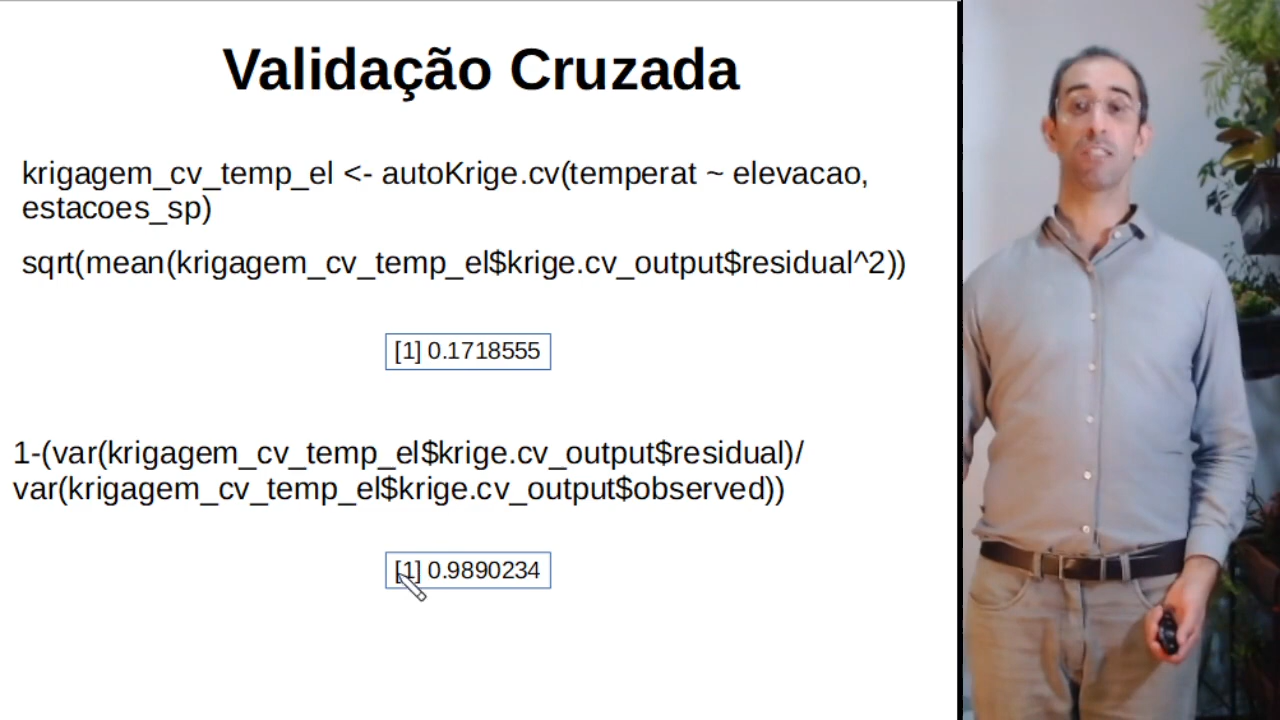 Validação Cruzada
krigagem_cv_temp_el <- autoKrige.cv(temperat ~ elevacao,
estacoes_sp)
sqrt(mean(krigagem_cv_temp_el$krige.cv_output$residual^2))
[1] 0.1718555
1-(var(krigagem_cv_temp_el$krige.cv_output$residual)/
var(krigagem_cv_temp_el$krige.cv_output$observed))
[1] 0.9890234